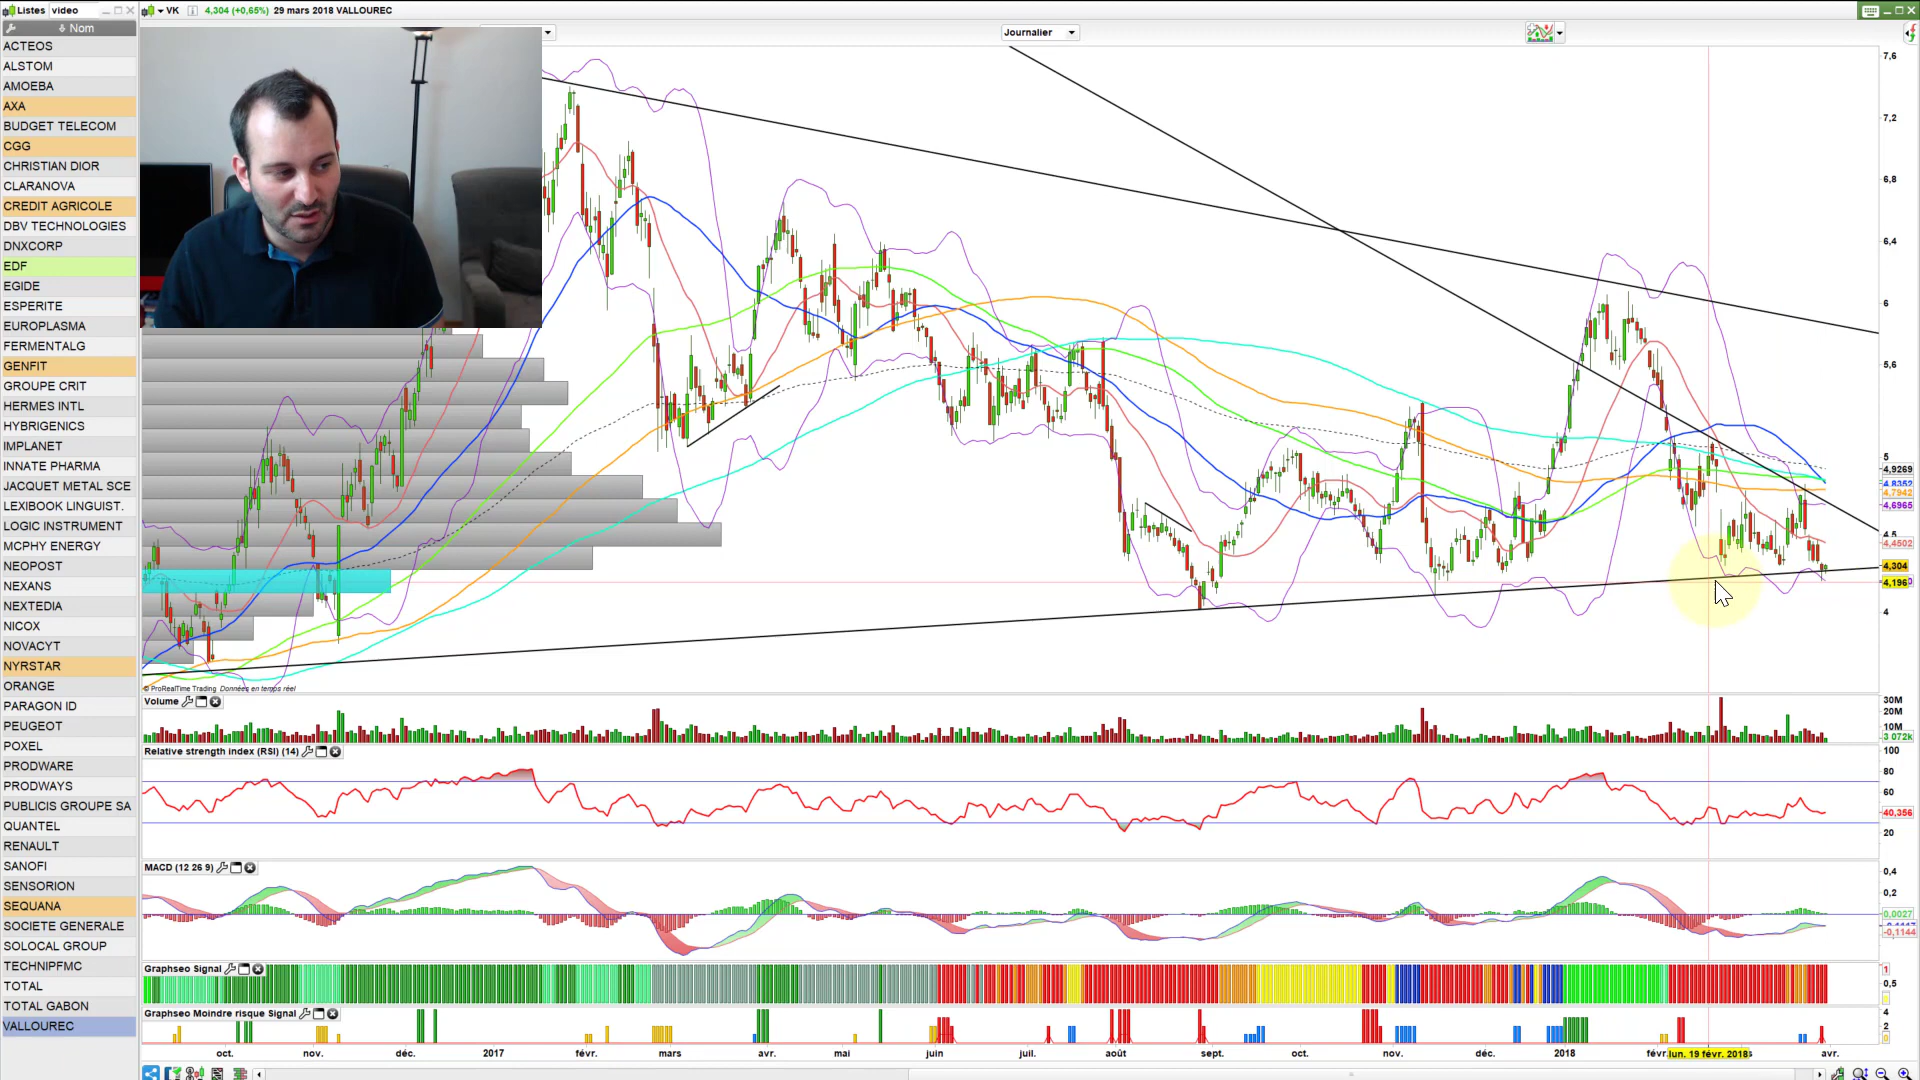 Listes video
VK 4,304 (+0,65%) 29 mars 2018 VALLOUREC
Nom
Journalier
ACTEOS
ALSTOM
AMOEBA
AXA
BUDGET TELECOM
CGG
CHRISTIAN DIOR
CLARANOVA
CREDIT AGRICOLE
DBV TECHNOLOGIES
DNXCORP
EDF
EGIDE
ESPERITE
EUROPLASMA
FERMENTALG
GENFIT
GROUPE CRIT
HERMES INTL
HYBRIGENICS
IMPLANET
INNATE PHARMA
JACQUET METAL SCE
LEXIBOOK LINGUIST.
LOGIC INSTRUMENT
MCPHY ENERGY
NEOPOST
NEXANS
NEXTEDIA
NICOX
NOVACYT
NYRSTAR
ORANGE
PARAGON ID
PEUGEOT
POXEL
PRODWARE
PRODWAYS
PUBLICIS GROUPE SA
QUANTEL
RENAULT
SANOFI
SENSORION
SEQUANA
SOCIETE GENERALE
SOLOCAL GROUP
TECHNIPFMC
TOTAL
TOTAL GABON
VALLOUREC
7,6
7,2
6,8
6,4
6
5,6
5
4,9269
4,8352
4,7942
4,6965
4,5
4,4502
4,304
4,196
4
© ProRealTime Trading Données en temps réel
Volume
30M
20M
10M
3 072k
Relative strength index (RSI) (14)
100
80
60
40,356
20
MACD (12 26 9)
0,4
0,2
0,0027
-0,1144
Graphseo Signal
1
0,5
Graphseo Moindre risque Signal
4
2
0
oct. nov. déc. 2017 févr. mars avr. mai juin juil. août sept. oct. nov. déc. 2018 févr. lun. 19 févr. 2018 avr.